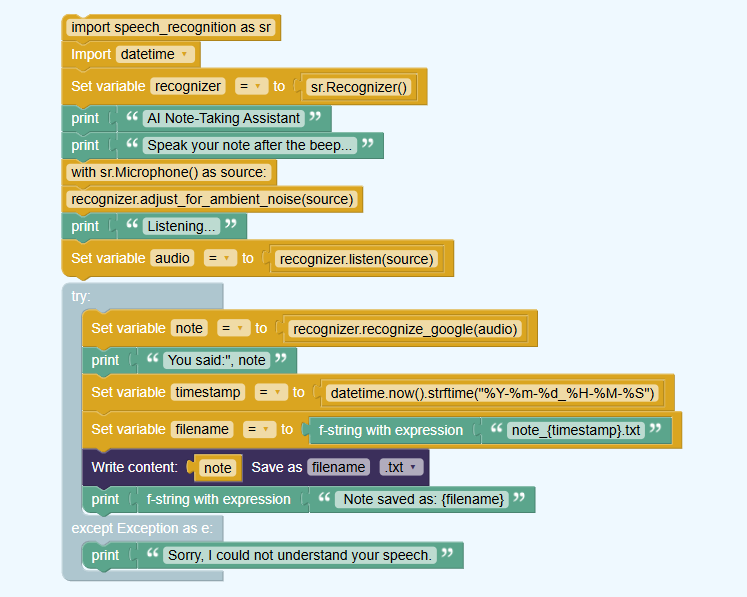 import speech_recognition as sr
Import datetime
Set variable recognizer = to sr.Recognizer()
print “ AI Note-Taking Assistant ”
print “ Speak your note after the beep... ”
with sr.Microphone() as source:
recognizer.adjust_for_ambient_noise(source)
print “ Listening... ”
Set variable audio = to recognizer.listen(source)
try:
Set variable note = to recognizer.recognize_google(audio)
print “ You said:", note ”
Set variable timestamp = to datetime.now().strftime("%Y-%m-%d_%H-%M-%S")
Set variable filename = to f-string with expression “ note_{timestamp}.txt ”
Write content: note Save as filename .txt
print f-string with expression “ Note saved as: {filename} ”
except Exception as e:
print “ Sorry, I could not understand your speech. ”